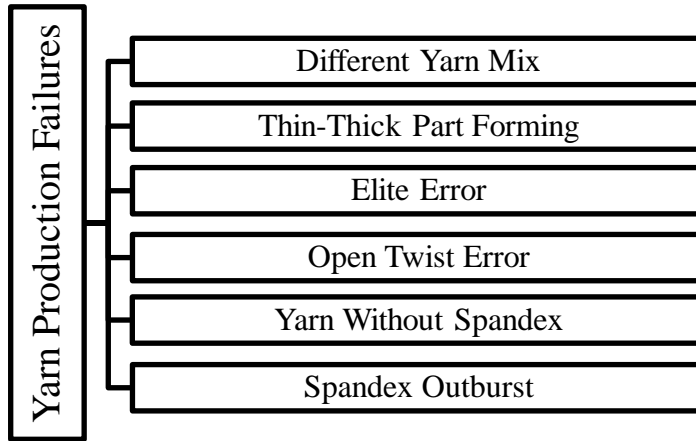 Yarn Production Failures
Different Yarn Mix
Thin-Thick Part Forming
Elite Error
Open Twist Error
Yarn Without Spandex
Spandex Outburst